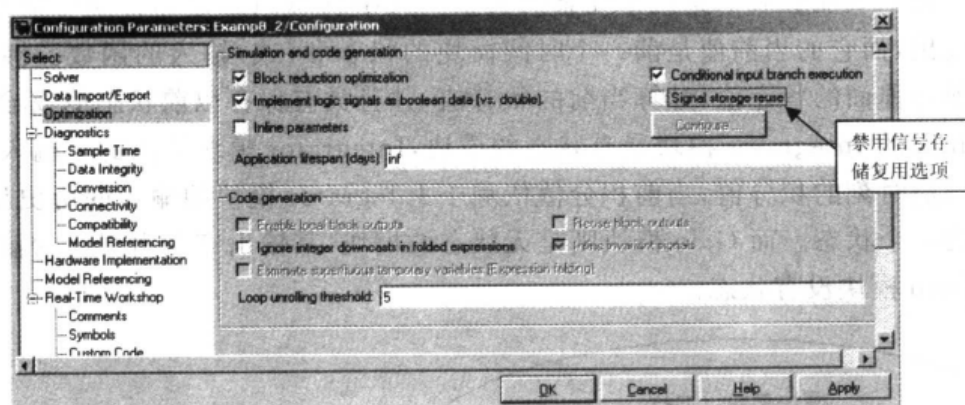 Configuration Parameters: Examp8_2/Configuration
Select:
Solver
Data Import/Export
Optimization
Diagnostics
Sample Time
Data Integrity
Conversion
Connectivity
Compatibility
Model Referencing
Hardware Implementation
Model Referencing
Real-Time Workshop
Comments
Symbols
Custom Code
Simulation and code generation
Block reduction optimization
Conditional input branch execution
Implement logic signals as boolean data (vs. double).
Signal storage reuse
Inline parameters
Configure ...
Application lifespan (days) inf
禁用信号存
储复用选项
Code generation
Enable local block outputs
Reuse block outputs
Ignore integer downcasts in folded expressions
Inline invariant signals
Eliminate superfluous temporary variables (Expression folding)
Loop unrolling threshold: 5
OK
Cancel
Help
Apply